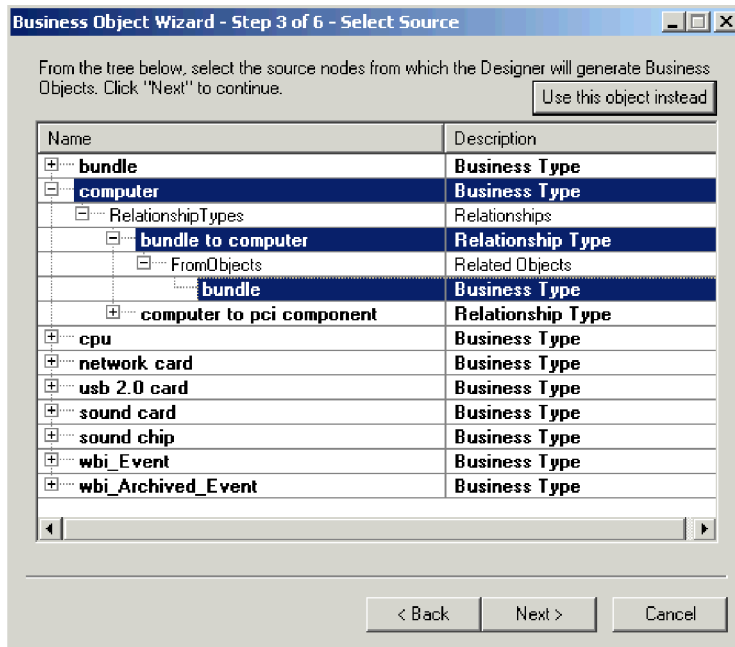 Business Object Wizard - Step 3 of 6 - Select Source
From the tree below, select the source nodes from which the Designer will generate Business
Objects. Click "Next" to continue.
Use this object instead
Name Description
bundle Business Type
computer Business Type
RelationshipTypes Relationships
bundle to computer Relationship Type
FromObjects Related Objects
bundle Business Type
computer to pci component Relationship Type
cpu Business Type
network card Business Type
usb 2.0 card Business Type
sound card Business Type
sound chip Business Type
wbi_Event Business Type
wbi_Archived_Event Business Type
< Back Next > Cancel